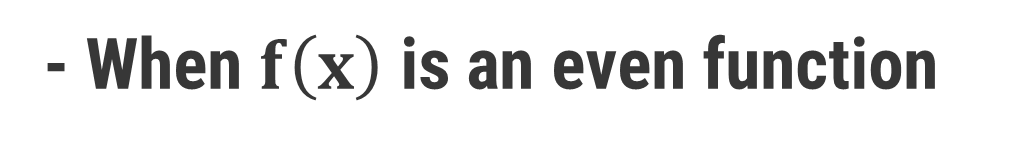 - When f(x) is an even function